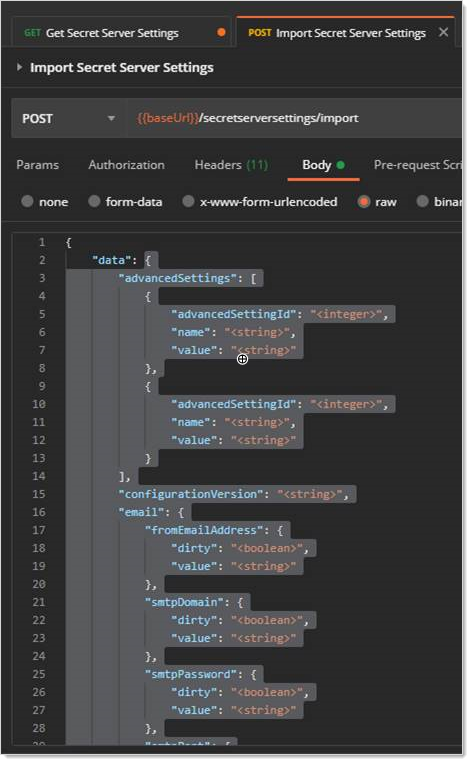 GET Get Secret Server Settings POST Import Secret Server Settings ✕
Import Secret Server Settings
POST {{baseUrl}}/secretserversettings/import
Params Authorization Headers (11) Body Pre-request Scri
none form-data x-www-form-urlencoded raw binar
1 {
2 "data": {
3 "advancedSettings": [
4 {
5 "advancedSettingId": "<integer>",
6 "name": "<string>",
7 "value": "<string>"
8 },
9 {
10 "advancedSettingId": "<integer>",
11 "name": "<string>",
12 "value": "<string>"
13 }
14 ],
15 "configurationVersion": "<string>",
16 "email": {
17 "fromEmailAddress": {
18 "dirty": "<boolean>",
19 "value": "<string>"
20 },
21 "smtpDomain": {
22 "dirty": "<boolean>",
23 "value": "<string>"
24 },
25 "smtpPassword": {
26 "dirty": "<boolean>",
27 "value": "<string>"
28 },